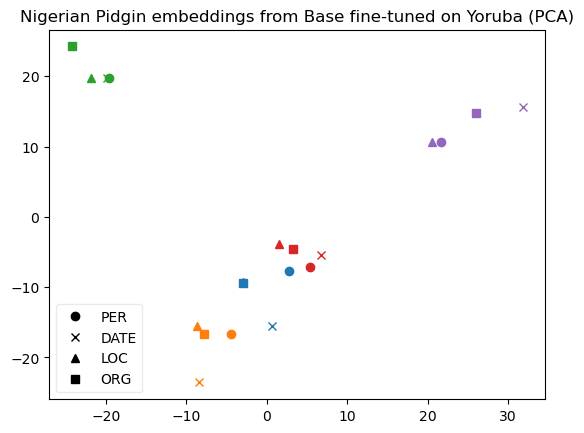 Nigerian Pidgin embeddings from Base fine-tuned on Yoruba (PCA)
20
10
0
−10
−20
PER
DATE
LOC
ORG
−20 −10 0 10 20 30